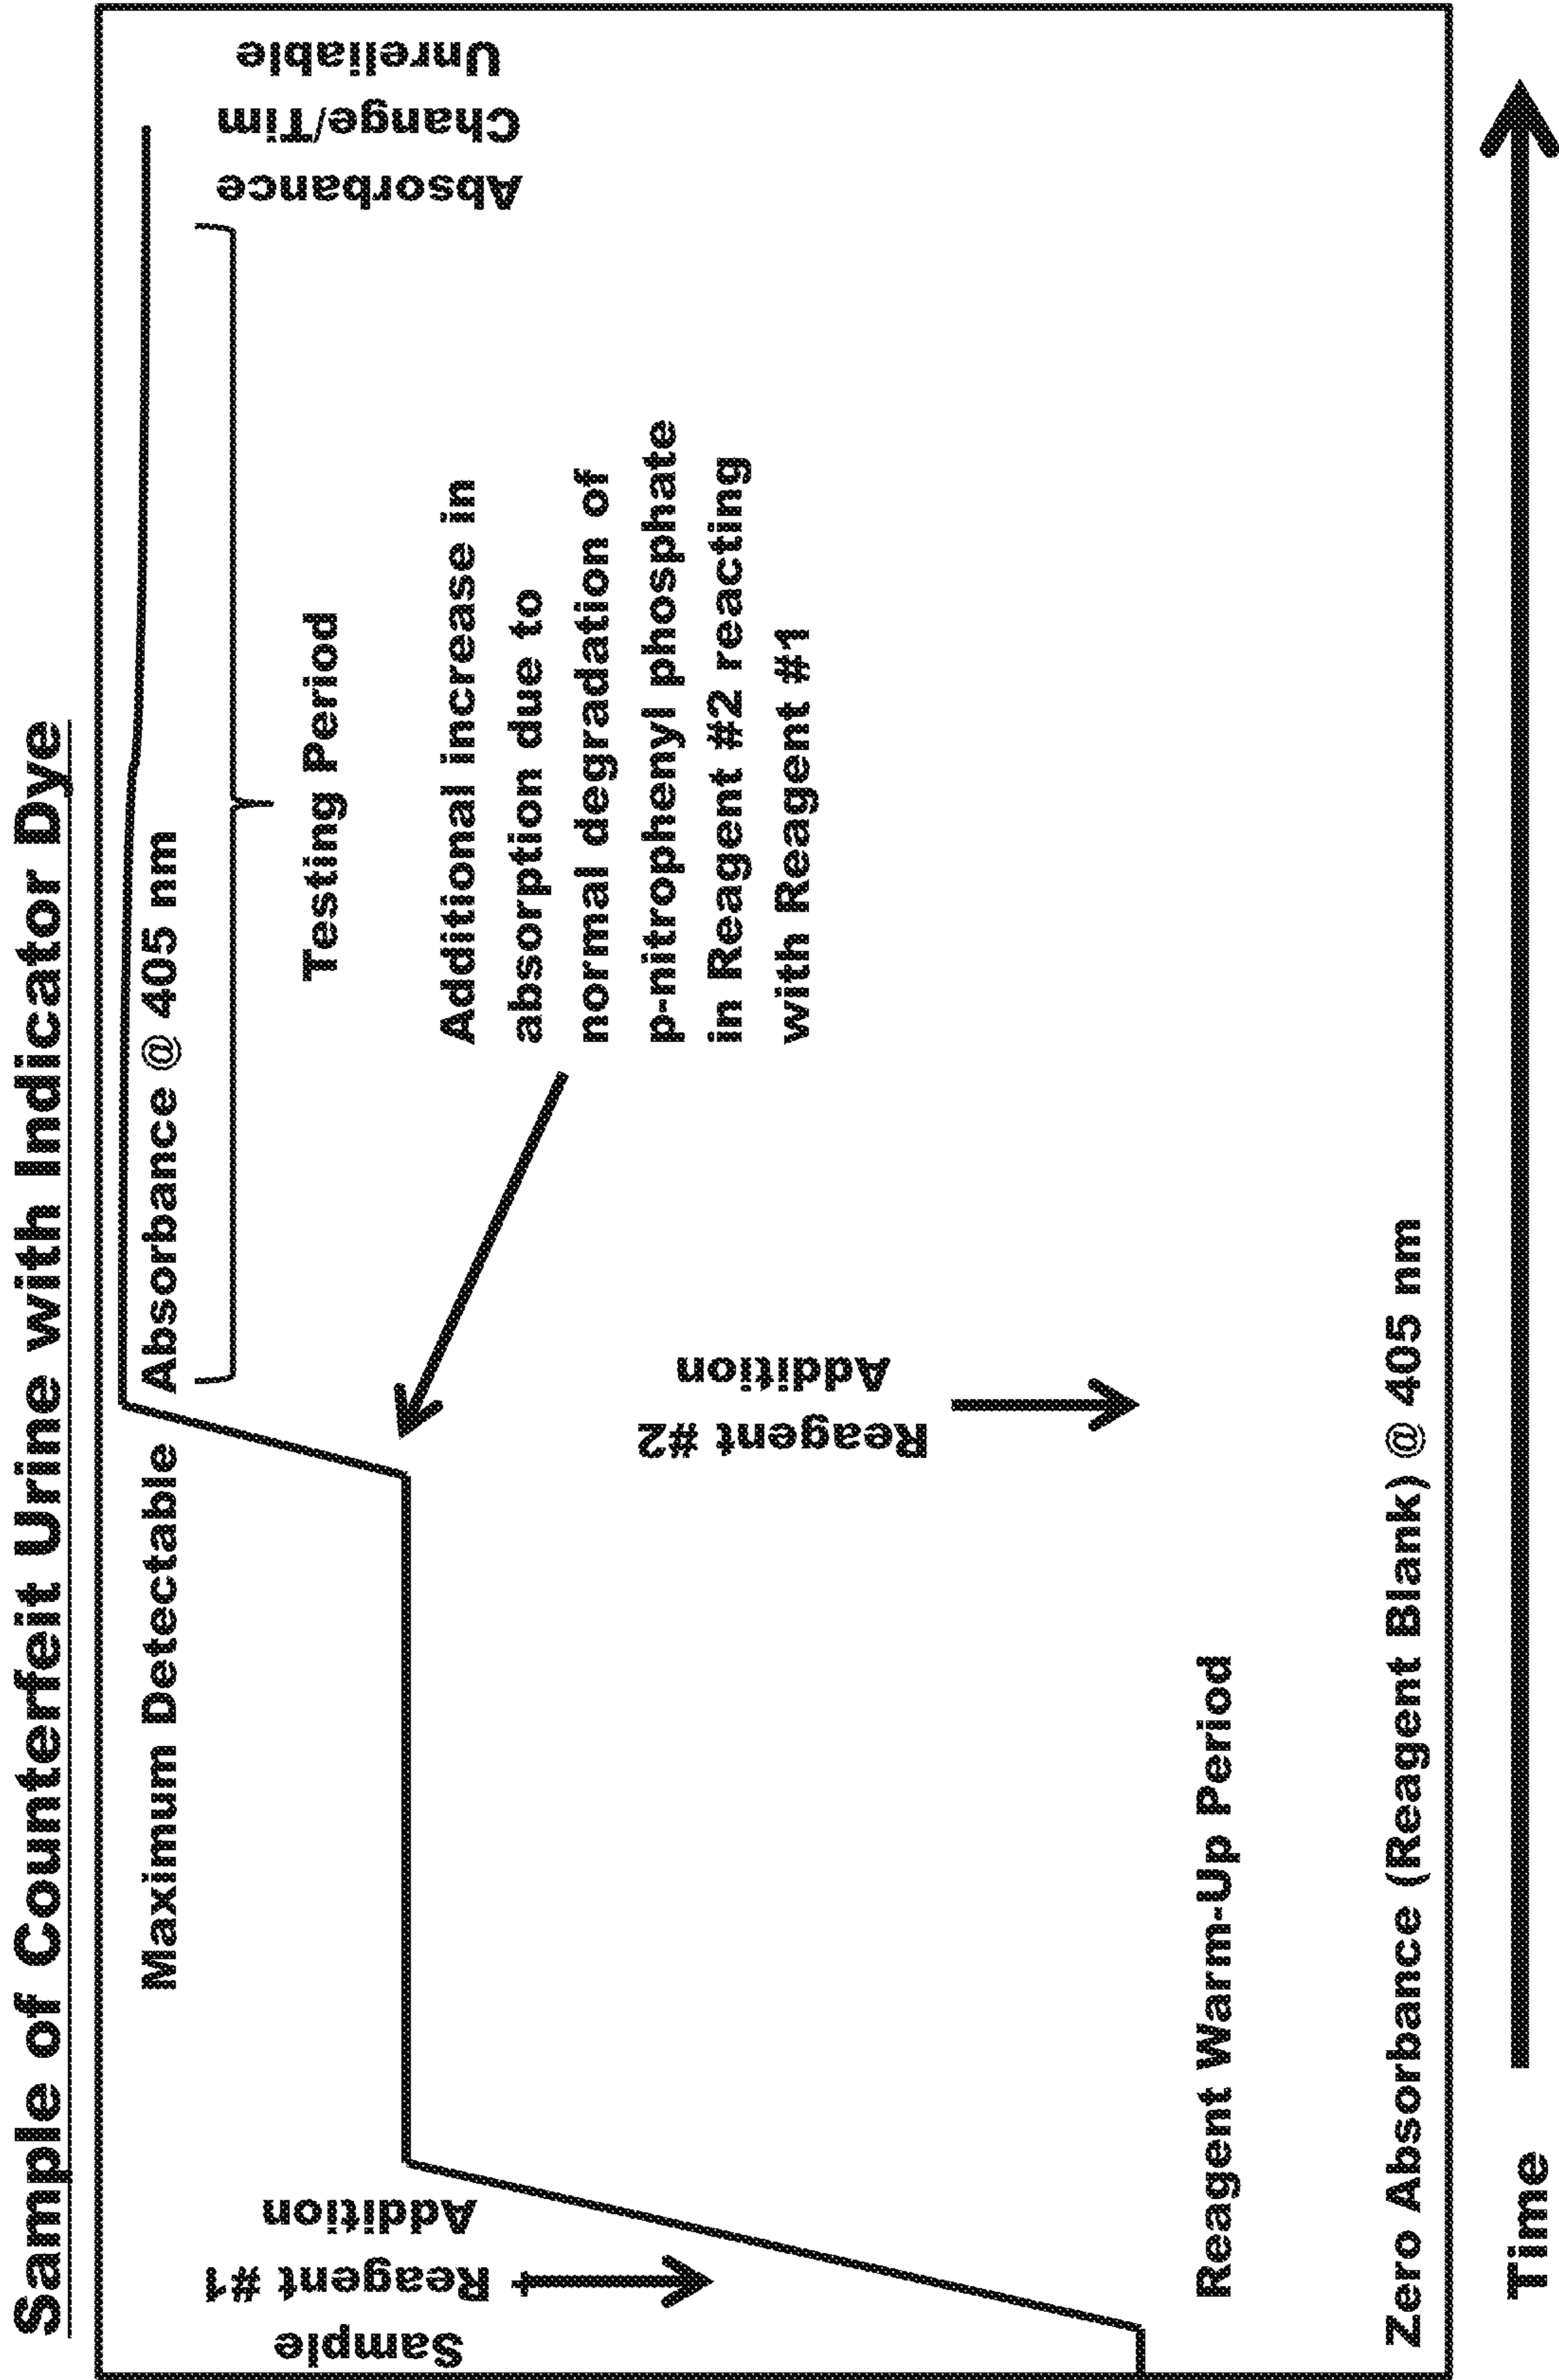 Sample of Counterfeit Urine with Indicator Dye
Maximum Detectable Absorbance @ 405 nm
Sample
+ Reagent #1
Addition
Testing Period
Absorbance
Change/Tim
Unreliable
Additional increase in
absorption due to
normal degradation of
p-nitrophenyl phosphate
in Reagent #2 reacting
with Reagent #1
Reagent #2
Addition
Reagent Warm-Up Period
Zero Absorbance (Reagent Blank) @ 405 nm
Time